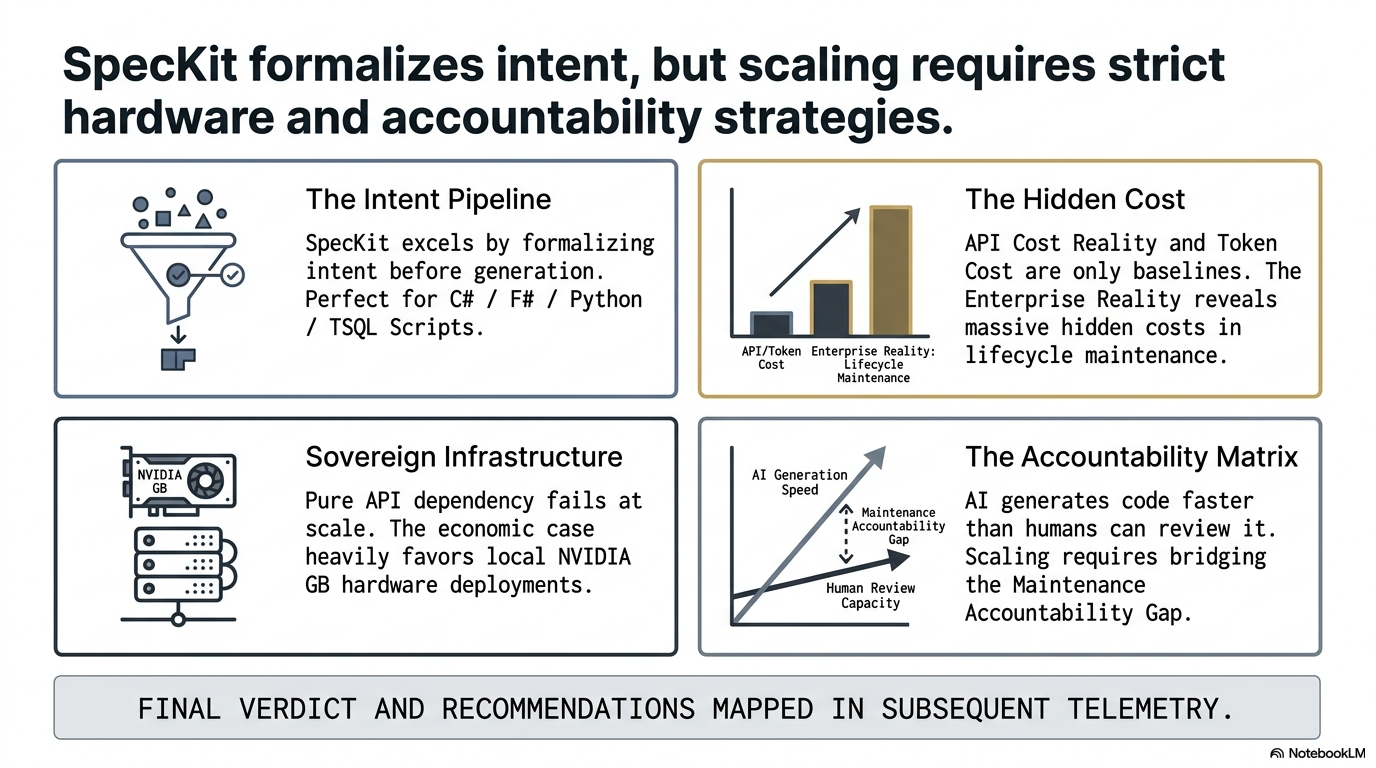 SpecKit formalizes intent, but scaling requires strict
hardware and accountability strategies.
The Intent Pipeline
SpecKit excels by formalizing
intent before generation.
Perfect for C# / F# / Python
/ TSQL Scripts.
API/Token
Cost
Enterprise Reality:
Lifecycle
Maintenance
The Hidden Cost
API Cost Reality and Token
Cost are only baselines. The
Enterprise Reality reveals
massive hidden costs in
lifecycle maintenance.
NVIDIA
GB
Sovereign Infrastructure
Pure API dependency fails at
scale. The economic case
heavily favors local NVIDIA
GB hardware deployments.
AI Generation
Speed
Maintenance
Accountability
Gap
Human Review
Capacity
The Accountability Matrix
AI generates code faster
than humans can review it.
Scaling requires bridging
the Maintenance
Accountability Gap.
FINAL VERDICT AND RECOMMENDATIONS MAPPED IN SUBSEQUENT TELEMETRY.
NotebookLM